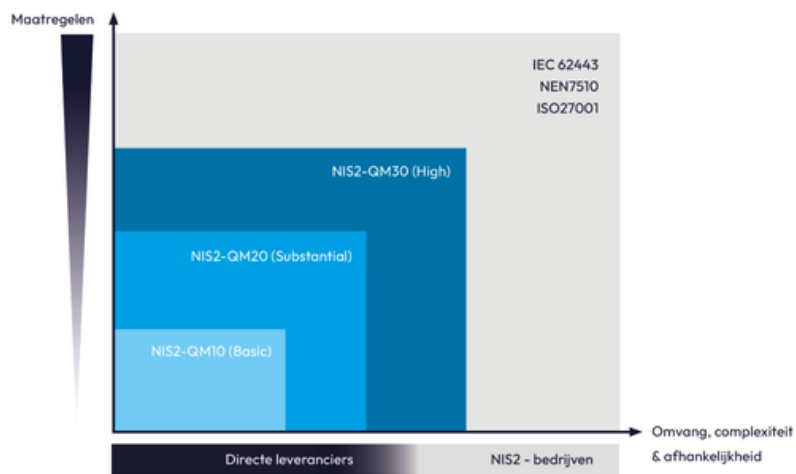 Maatregelen
IEC 62443
NEN7510
ISO27001
NIS2-QM30 (High)
NIS2-QM20 (Substantial)
NIS2-QM10 (Basic)
Omvang, complexiteit
& afhankelijkheid
Directe leveranciers
NIS2 - bedrijven